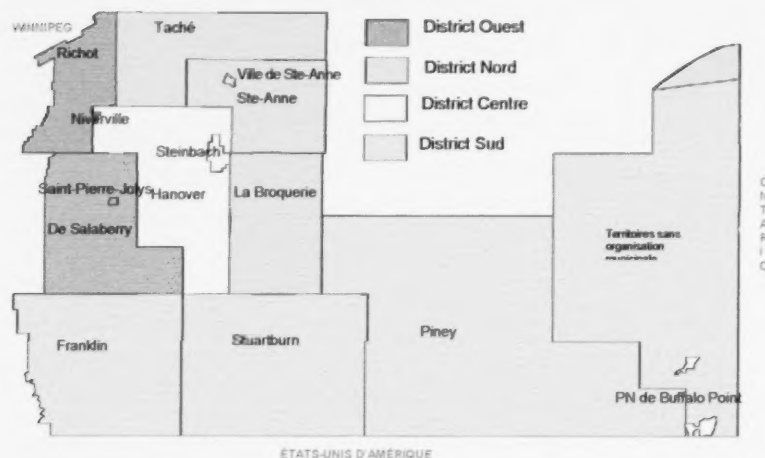 WINNIPEG
Taché
District Ouest
Richot
District Nord
Ville de Ste-Anne
Ste-Anne
District Centre
Niverville
Steinbach
District Sud
Saint-Pierre-Jolys
Hanover
La Broquerie
De Salaberry
Territoires sans
organisation
municipale
Franklin
Stuartburn
Piney
PN de Buffalo Point
ÉTATS-UNIS D'AMÉRIQUE